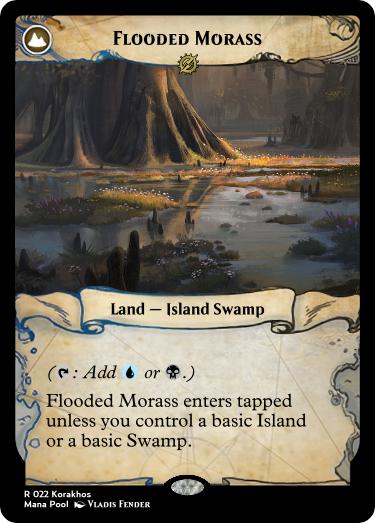 Flooded Morass
Land — Island Swamp
(: Add or .)
Flooded Morass enters tapped
unless you control a basic Island
or a basic Swamp.
R 022 Korakhos
Mana Pool Vladis Fender